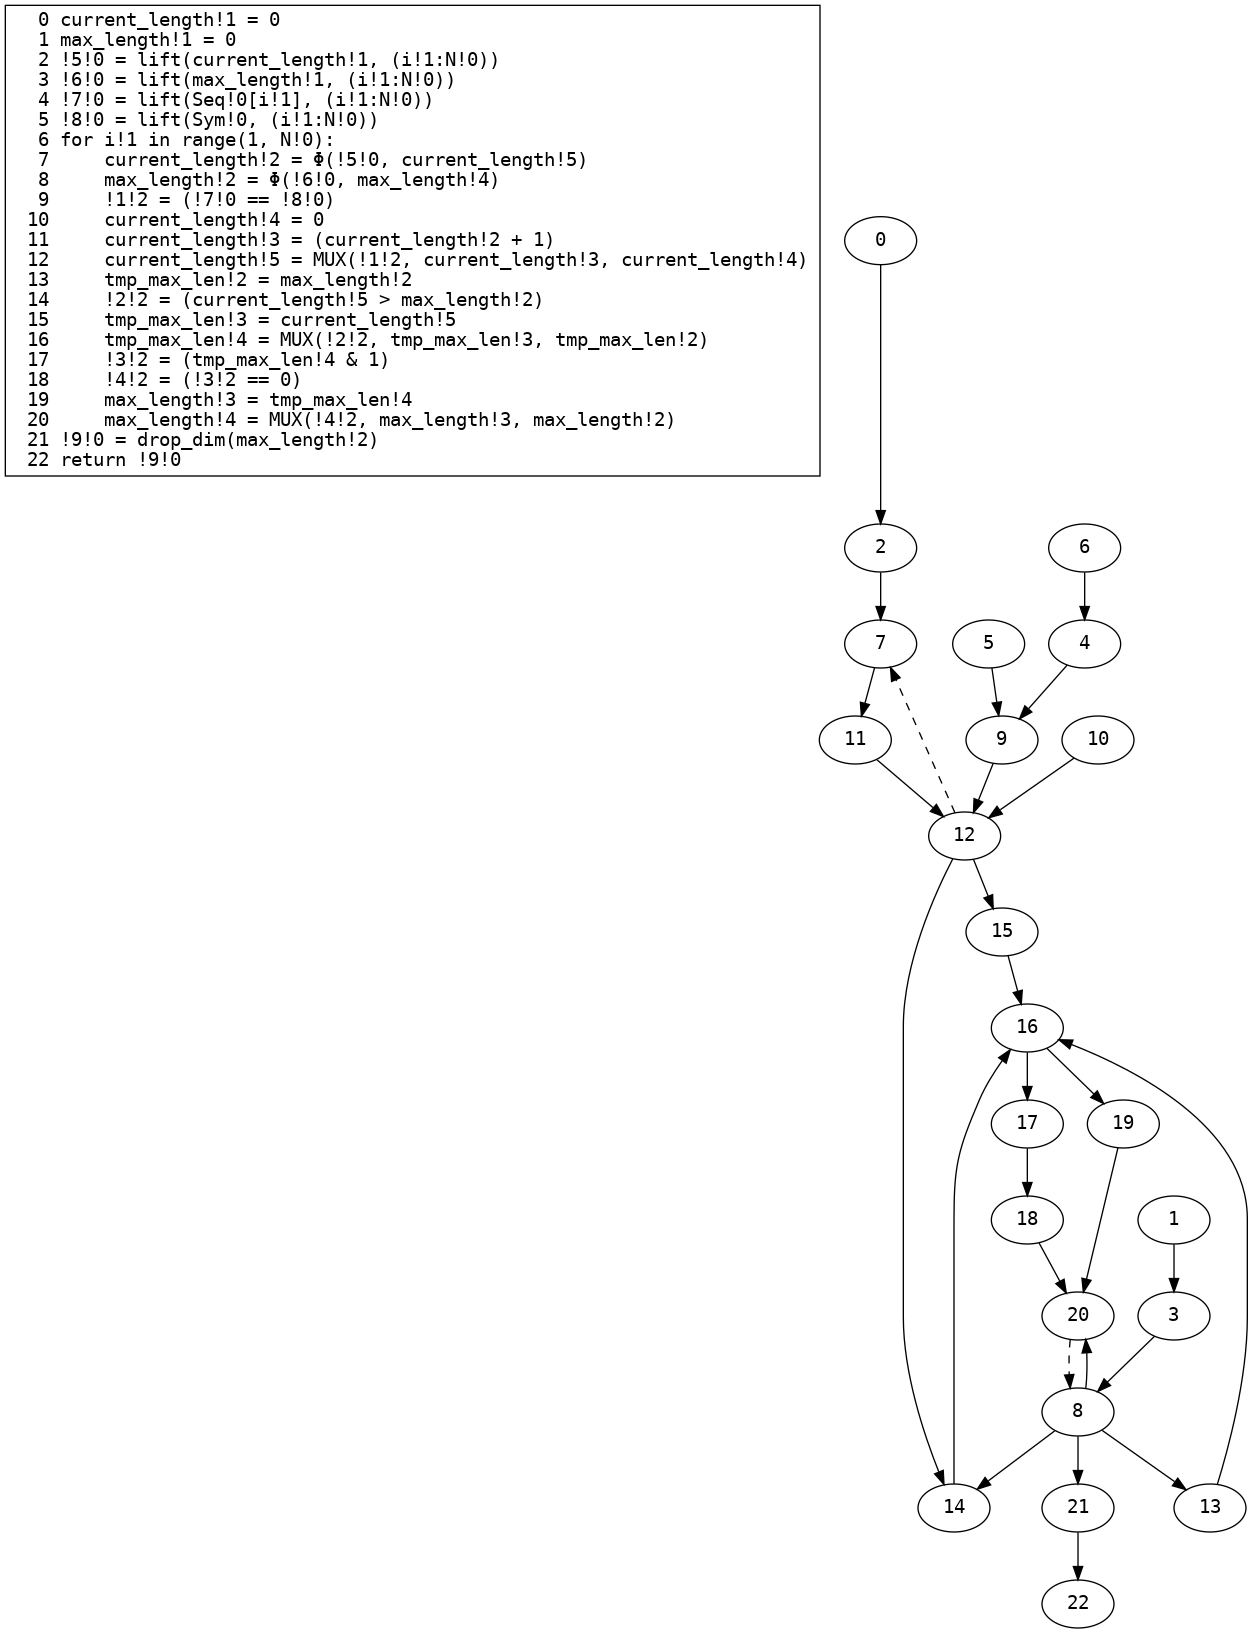 0 current_length!1 = 0
1 max_length!1 = 0
2 !5!0 = lift(current_length!1, (i!1:N!0))
3 !6!0 = lift(max_length!1, (i!1:N!0))
4 !7!0 = lift(Seq!0[i!1], (i!1:N!0))
5 !8!0 = lift(Sym!0, (i!1:N!0))
6 for i!1 in range(1, N!0):
7     current_length!2 = Φ(!5!0, current_length!5)
8     max_length!2 = Φ(!6!0, max_length!4)
9     !1!2 = (!7!0 == !8!0)
10     current_length!4 = 0
11     current_length!3 = (current_length!2 + 1)
12     current_length!5 = MUX(!1!2, current_length!3, current_length!4)
13     tmp_max_len!2 = max_length!2
14     !2!2 = (current_length!5 > max_length!2)
15     tmp_max_len!3 = current_length!5
16     tmp_max_len!4 = MUX(!2!2, tmp_max_len!3, tmp_max_len!2)
17     !3!2 = (tmp_max_len!4 & 1)
18     !4!2 = (!3!2 == 0)
19     max_length!3 = tmp_max_len!4
20     max_length!4 = MUX(!4!2, max_length!3, max_length!2)
21 !9!0 = drop_dim(max_length!2)
22 return !9!0
0
2
6
7
5
4
11
9
10
12
15
16
17
19
18
1
20
3
8
14
21
13
22